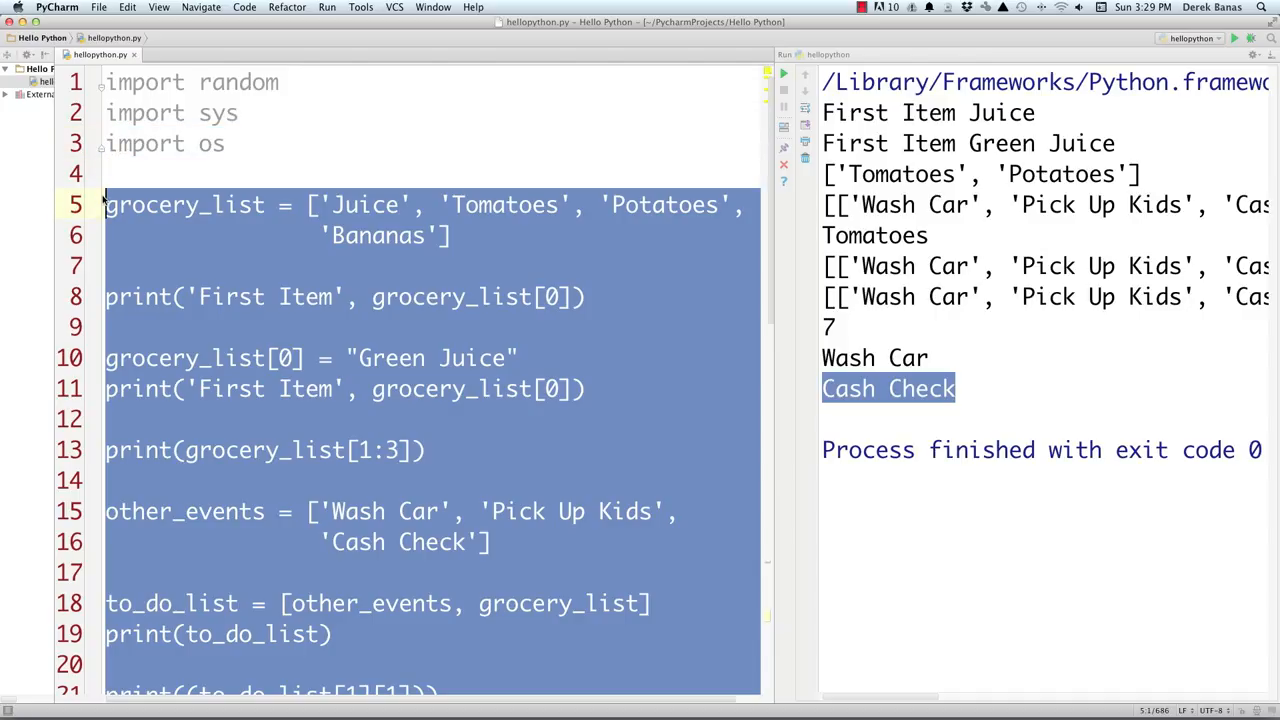 PyCharm File Edit View Navigate Code Refactor Run Tools VCS Window Help 10 8 Sun 3:29 PM Derek Banas
hellopython.py – Hello Python – [~/PycharmProjects/Hello Python]
Hello Python hellopython.py hellopython
hellopython.py Run hellopython
Hello P
hell
Extern
1 import random
2 import sys
3 import os
4
5 grocery_list = ['Juice', 'Tomatoes', 'Potatoes',
6 'Bananas']
7
8 print('First Item', grocery_list[0])
9
10 grocery_list[0] = "Green Juice"
11 print('First Item', grocery_list[0])
12
13 print(grocery_list[1:3])
14
15 other_events = ['Wash Car', 'Pick Up Kids',
16 'Cash Check']
17
18 to_do_list = [other_events, grocery_list]
19 print(to_do_list)
20
21 print((to_do_list[1][1]))
/Library/Frameworks/Python.framewo
First Item Juice
First Item Green Juice
['Tomatoes', 'Potatoes']
[['Wash Car', 'Pick Up Kids', 'Cas
Tomatoes
[['Wash Car', 'Pick Up Kids', 'Cas
[['Wash Car', 'Pick Up Kids', 'Cas
7
Wash Car
Cash Check
Process finished with exit code 0
5:1/686 LF UTF-8